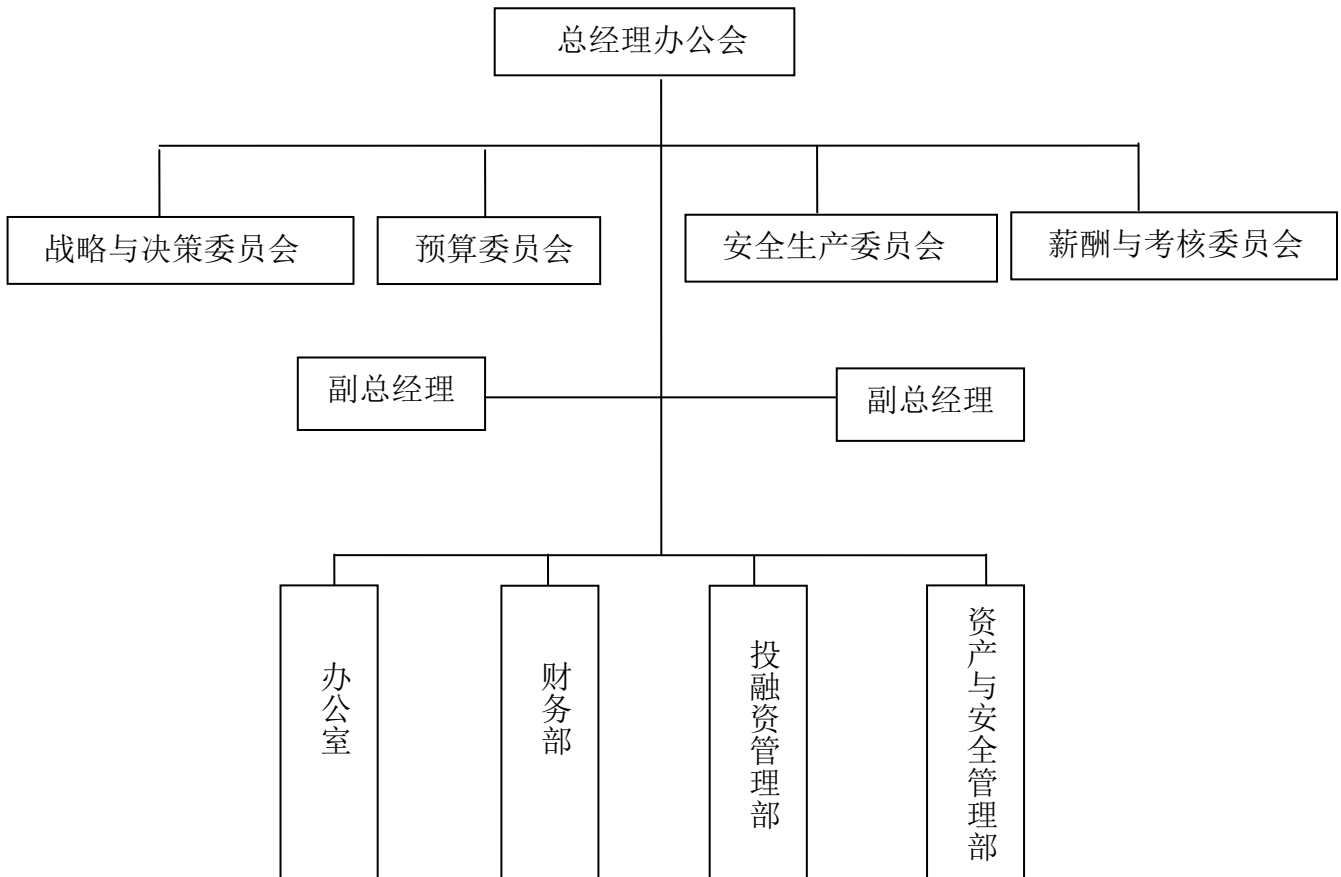 总经理办公会
战略与决策委员会
预算委员会
安全生产委员会
薪酬与考核委员会
副总经理
副总经理
办公室
财务部
投融资管理部
资产与安全管理部